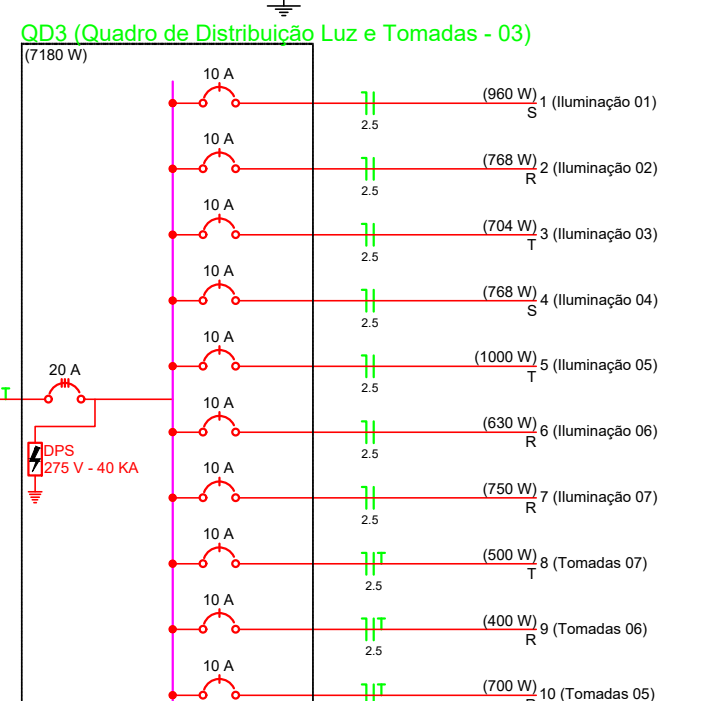 QD3 (Quadro de Distribuição Luz e Tomadas - 03)
(7180 W)
10 A
2.5
(960 W)
S
1 (Iluminação 01)
10 A
2.5
(768 W)
R
2 (Iluminação 02)
10 A
2.5
(704 W)
T
3 (Iluminação 03)
10 A
2.5
(768 W)
S
4 (Iluminação 04)
10 A
2.5
(1000 W)
T
5 (Iluminação 05)
20 A
T
DPS
275 V - 40 KA
10 A
2.5
(630 W)
R
6 (Iluminação 06)
10 A
2.5
(750 W)
R
7 (Iluminação 07)
10 A
T
2.5
(500 W)
T
8 (Tomadas 07)
10 A
T
2.5
(400 W)
R
9 (Tomadas 06)
10 A
T
(700 W)
10 (Tomadas 05)